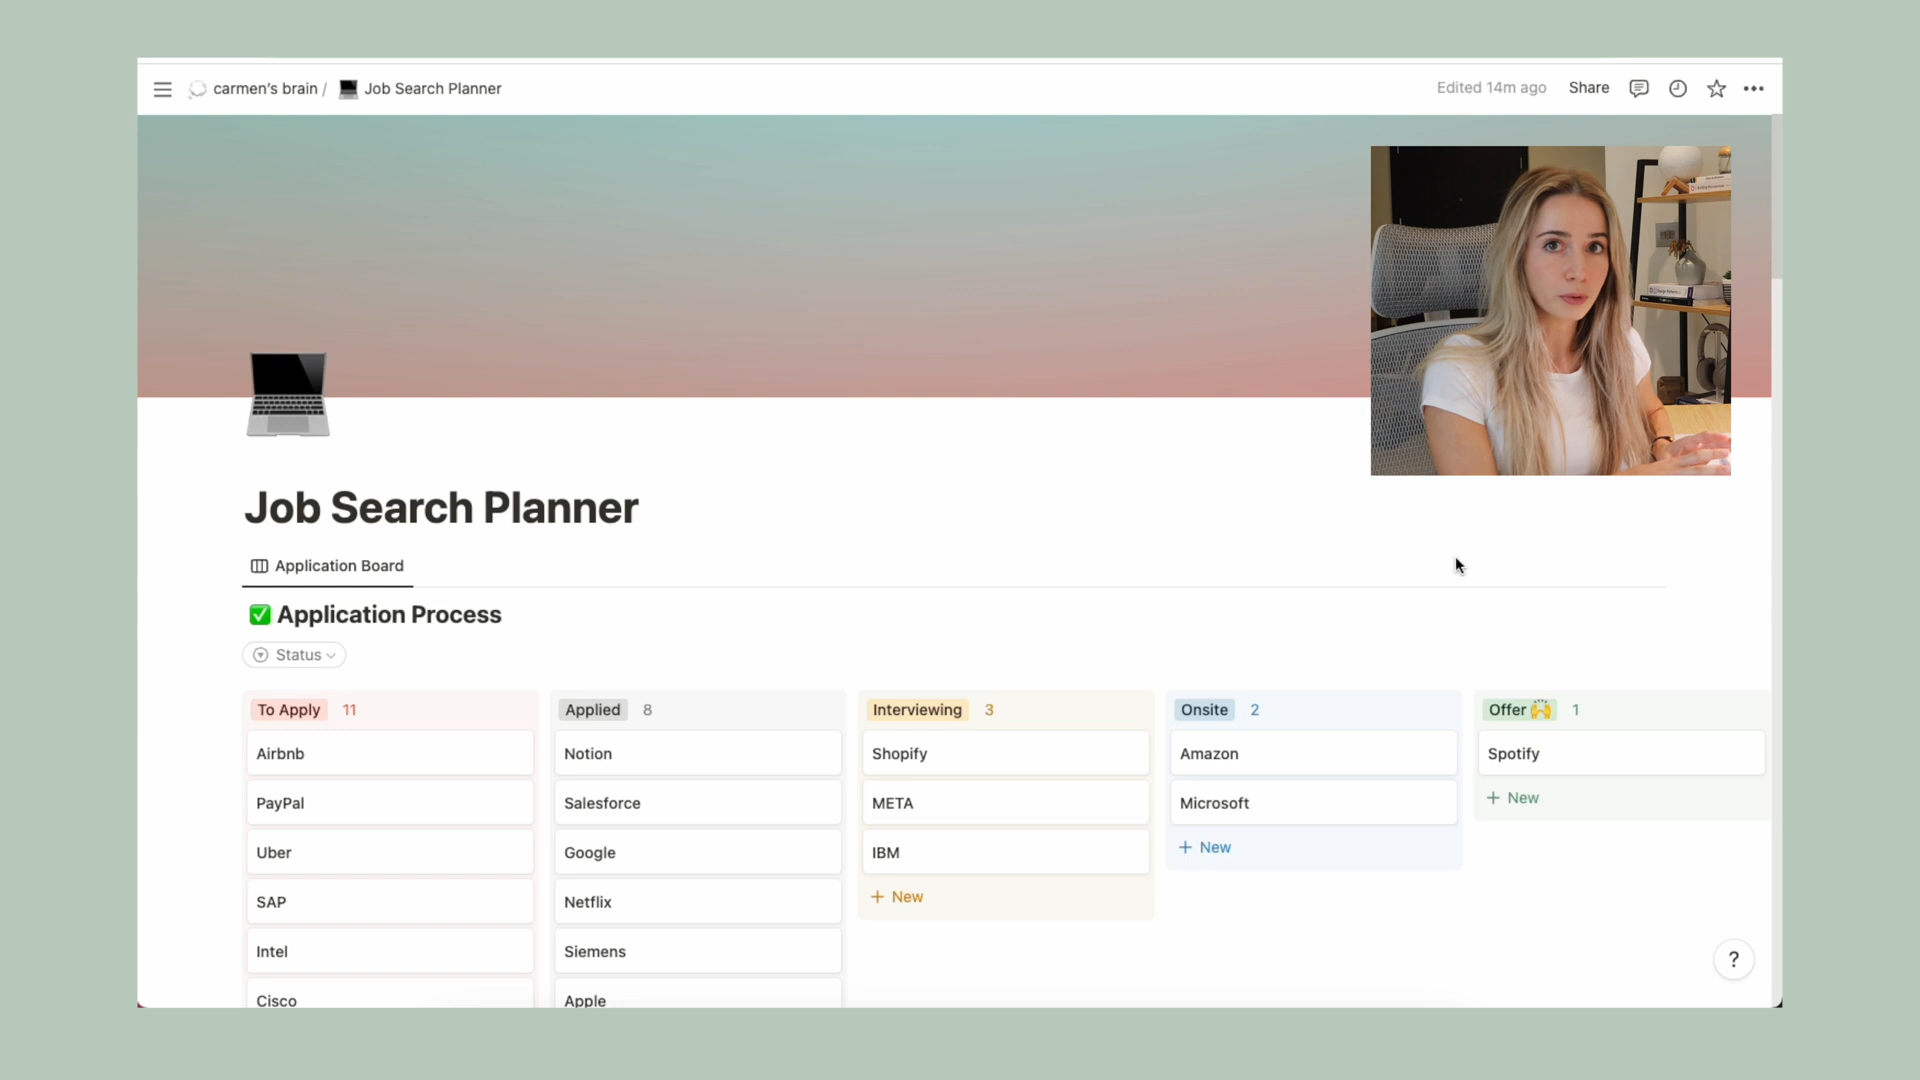 carmen's brain / Job Search Planner
Edited 14m ago Share
Job Search Planner
Application Board
Application Process
Status
To Apply 11
Airbnb
PayPal
Uber
SAP
Intel
Cisco
Applied 8
Notion
Salesforce
Google
Netflix
Siemens
Apple
Interviewing 3
Shopify
META
IBM
+ New
Onsite 2
Amazon
Microsoft
+ New
Offer 🙌 1
Spotify
+ New
?